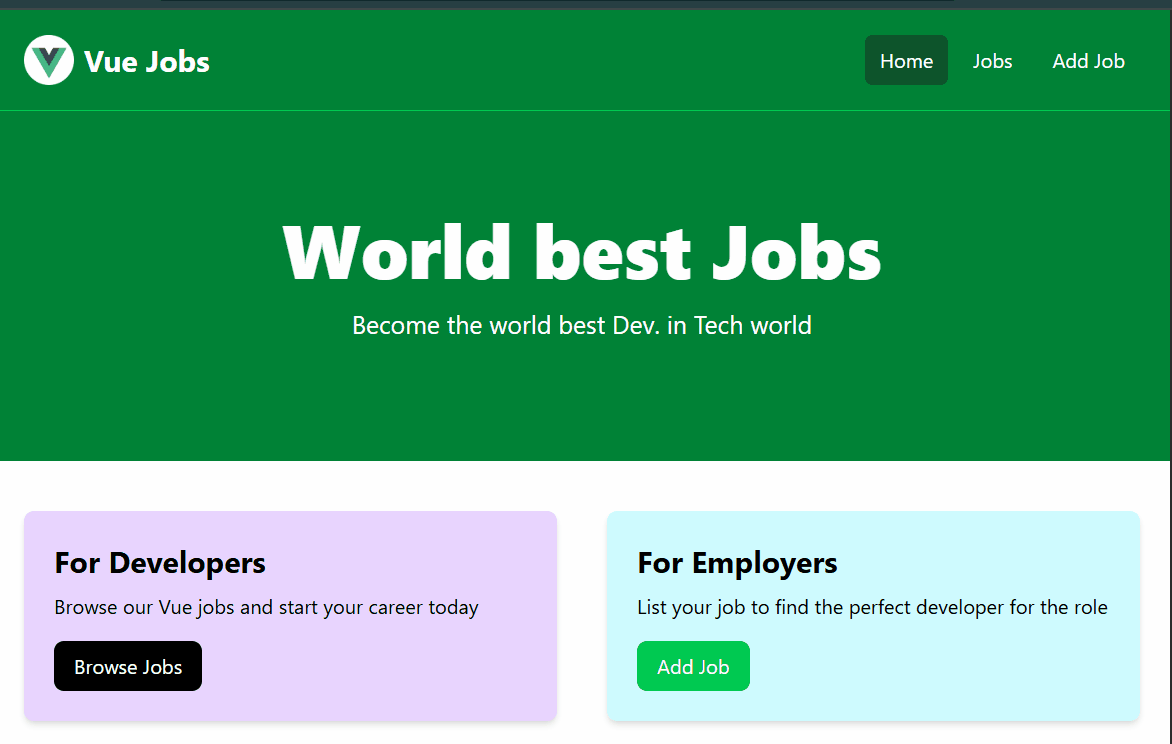 Vue Jobs
Home
Jobs
Add Job
World best Jobs
Become the world best Dev. in Tech world
For Developers
Browse our Vue jobs and start your career today
Browse Jobs
For Employers
List your job to find the perfect developer for the role
Add Job